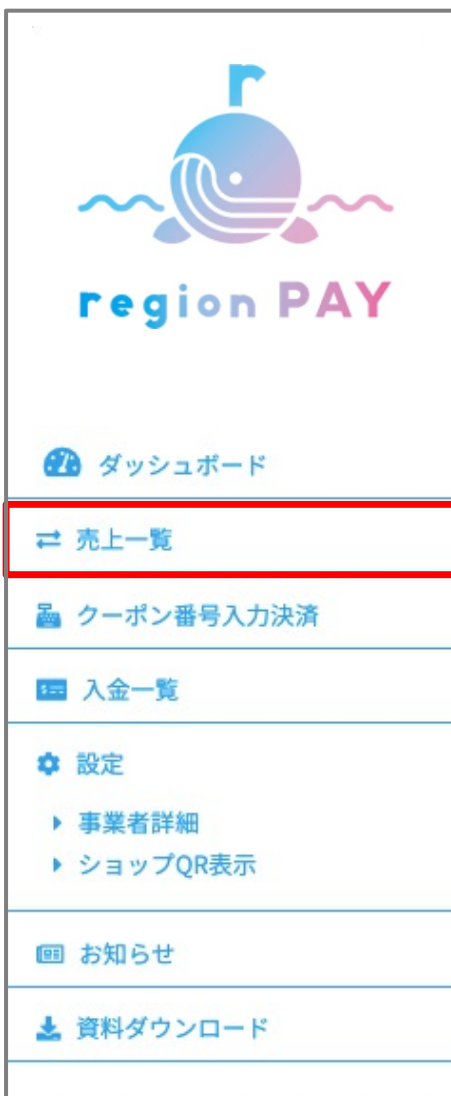 region PAY
ダッシュボード
売上一覧
クーポン番号入力決済
入金一覧
設定
事業者詳細
ショップQR表示
お知らせ
資料ダウンロード